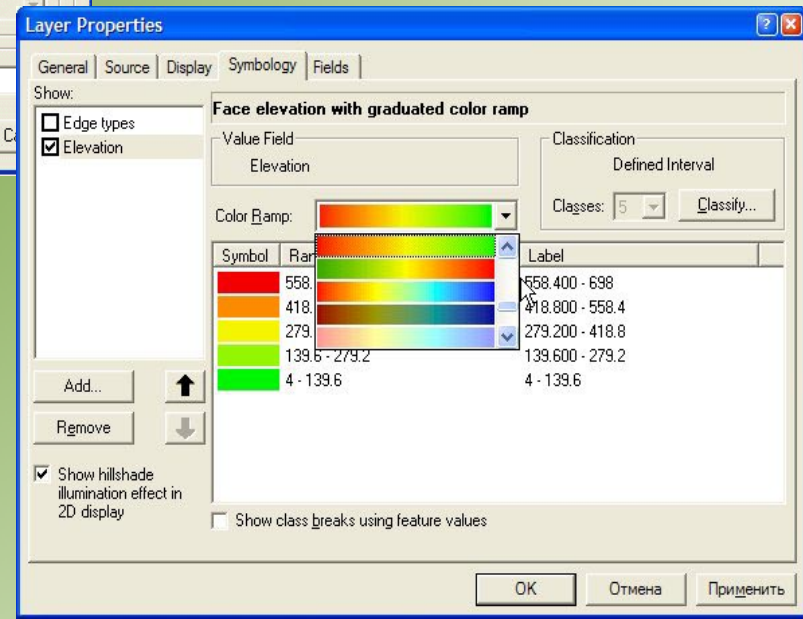 Layer Properties
General Source Display Symbology Fields
Show:
Edge types
Elevation
Face elevation with graduated color ramp
Value Field
Elevation
Classification
Defined Interval
Color Ramp:
Classes: 5 Classify...
Symbol Label
558. 558.400 - 698
418. 418.800 - 558.4
279. 279.200 - 418.8
139.6 - 279.2 139.600 - 279.2
4 - 139.6 4 - 139.6
Add...
Remove
Show hillshade
illumination effect in
2D display
Show class breaks using feature values
OK Отмена Применить